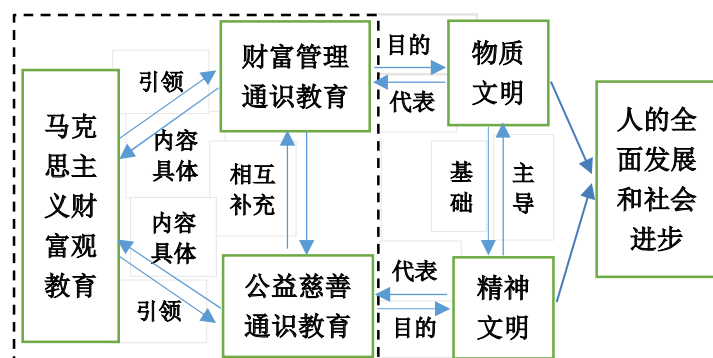 马克
思主
义财
富观
教育
引领
内容
具体
内容
具体
引领
财富管理
通识教育
相互
补充
公益慈善
通识教育
目的
代表
代表
目的
物质
文明
基
础
主
导
精神
文明
人的全
面发展
和社会
进步